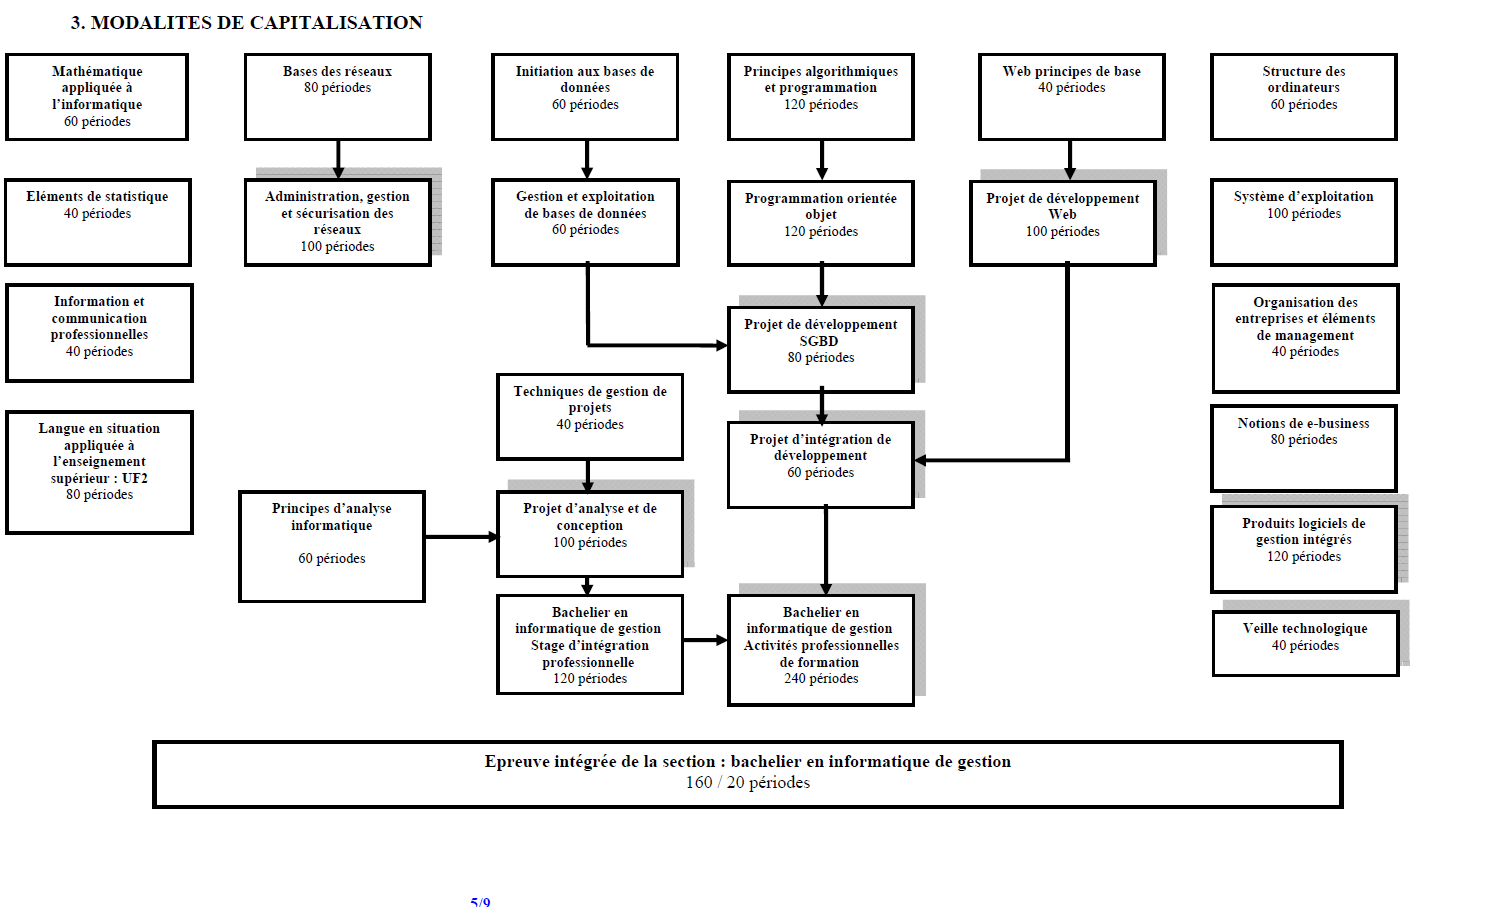 3. MODALITES DE CAPITALISATION
Mathématique
appliquée à
l’informatique
60 périodes
Bases des réseaux
80 périodes
Initiation aux bases de
données
60 périodes
Principes algorithmiques
et programmation
120 périodes
Web principes de base
40 périodes
Structure des
ordinateurs
60 périodes
Eléments de statistique
40 périodes
Administration, gestion
et sécurisation des
réseaux
100 périodes
Gestion et exploitation
de bases de données
60 périodes
Programmation orientée
objet
120 périodes
Projet de développement
Web
100 périodes
Système d’exploitation
100 périodes
Information et
communication
professionnelles
40 périodes
Projet de développement
SGBD
80 périodes
Organisation des
entreprises et éléments
de management
40 périodes
Techniques de gestion de
projets
40 périodes
Langue en situation
appliquée à
l’enseignement
supérieur : UF2
80 périodes
Projet d’intégration de
développement
60 périodes
Notions de e-business
80 périodes
Principes d’analyse
informatique
60 périodes
Projet d’analyse et de
conception
100 périodes
Produits logiciels de
gestion intégrés
120 périodes
Bachelier en
informatique de gestion
Stage d’intégration
professionnelle
120 périodes
Bachelier en
informatique de gestion
Activités professionnelles
de formation
240 périodes
Veille technologique
40 périodes
Epreuve intégrée de la section : bachelier en informatique de gestion
160 / 20 périodes
5/9